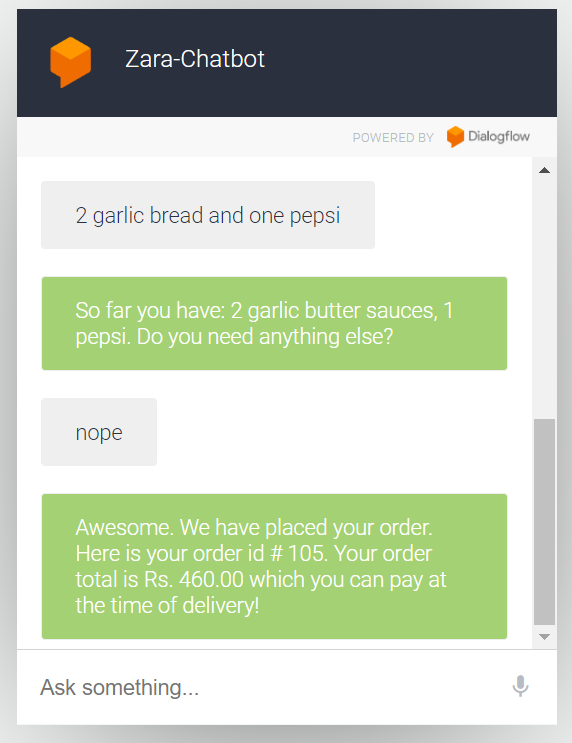 Zara-Chatbot
POWERED BY Dialogflow
2 garlic bread and one pepsi
So far you have: 2 garlic butter sauces, 1
pepsi. Do you need anything else?
nope
Awesome. We have placed your order.
Here is your order id # 105. Your order
total is Rs. 460.00 which you can pay at
the time of delivery!
Ask something...